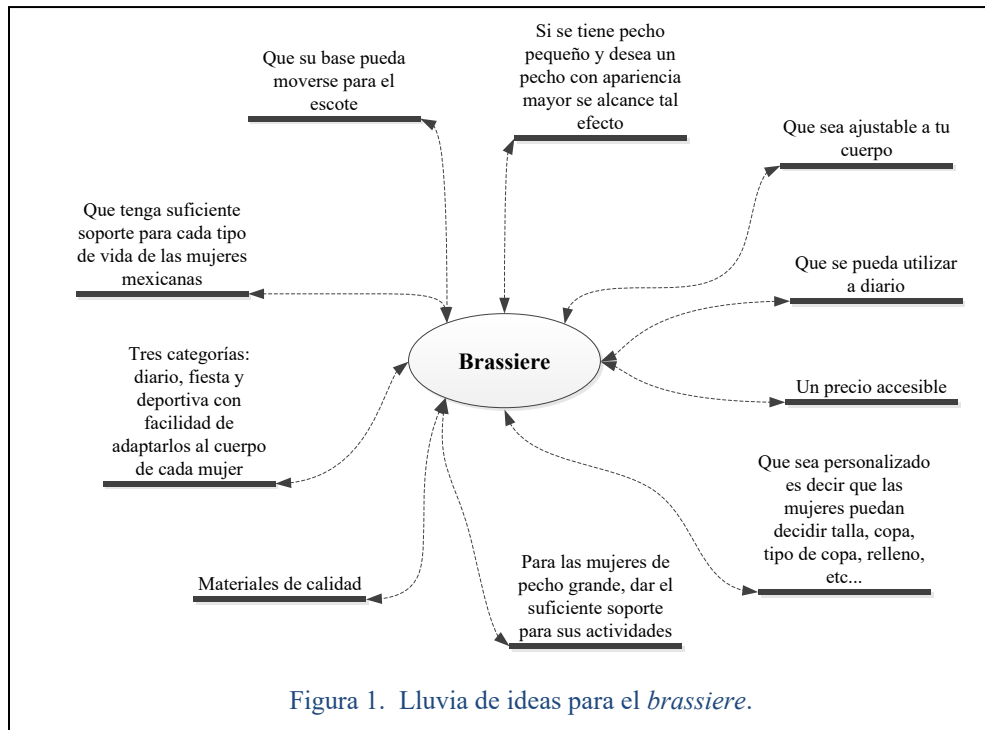 Si se tiene pecho
pequeño y desea un
pecho con apariencia
mayor se alcance tal
efecto
Que su base pueda
moverse para el
escote
Que sea ajustable a tu
cuerpo
Que tenga suficiente
soporte para cada tipo
de vida de las mujeres
mexicanas
Que se pueda utilizar
a diario
Brassiere
Tres categorías:
diario, fiesta y
deportiva con
facilidad de
adaptarlos al cuerpo
de cada mujer
Un precio accesible
Que sea personalizado
es decir que las
mujeres puedan
decidir talla, copa,
tipo de copa, relleno,
etc...
Materiales de calidad
Para las mujeres de
pecho grande, dar el
suficiente soporte
para sus actividades
Figura 1. Lluvia de ideas para el brassiere.